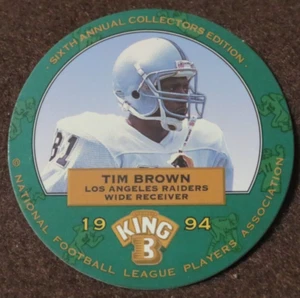 · SIXTH ANNUAL COLLECTORS EDITION ·
81
TIM BROWN
LOS ANGELES RAIDERS
WIDE RECEIVER
19 94
KING B
© NATIONAL FOOTBALL LEAGUE PLAYERS ASSOCIATION